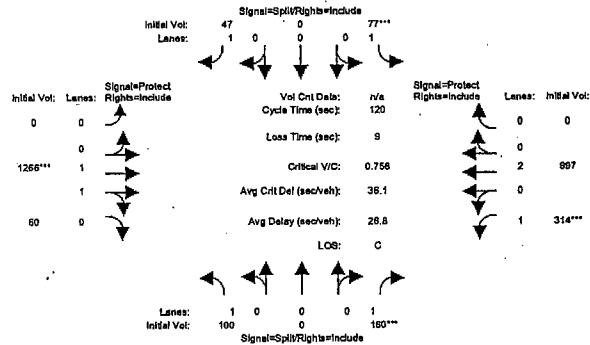 Signal=Split/Rights=Include
Initial Vol: 47 0 77***
Lanes: 1 0 0 0 1
Signal=Protect Signal=Protect
Initial Vol: Lanes: Rights=Include Vol Cnt Date: n/a Rights=Include Lanes: Initial Vol:
Cycle Time (sec): 120
0 0 0 0
Loss Time (sec): 9
0 0
1266*** 1 Critical V/C: 0.756 2 897
1 Avg Crit Del (sec/veh): 36.1 0
60 0 Avg Delay (sec/veh): 26.8 1 314***
LOS: C
Lanes: 1 0 0 0 1
Initial Vol: 100 0 160***
Signal=Split/Rights=Include